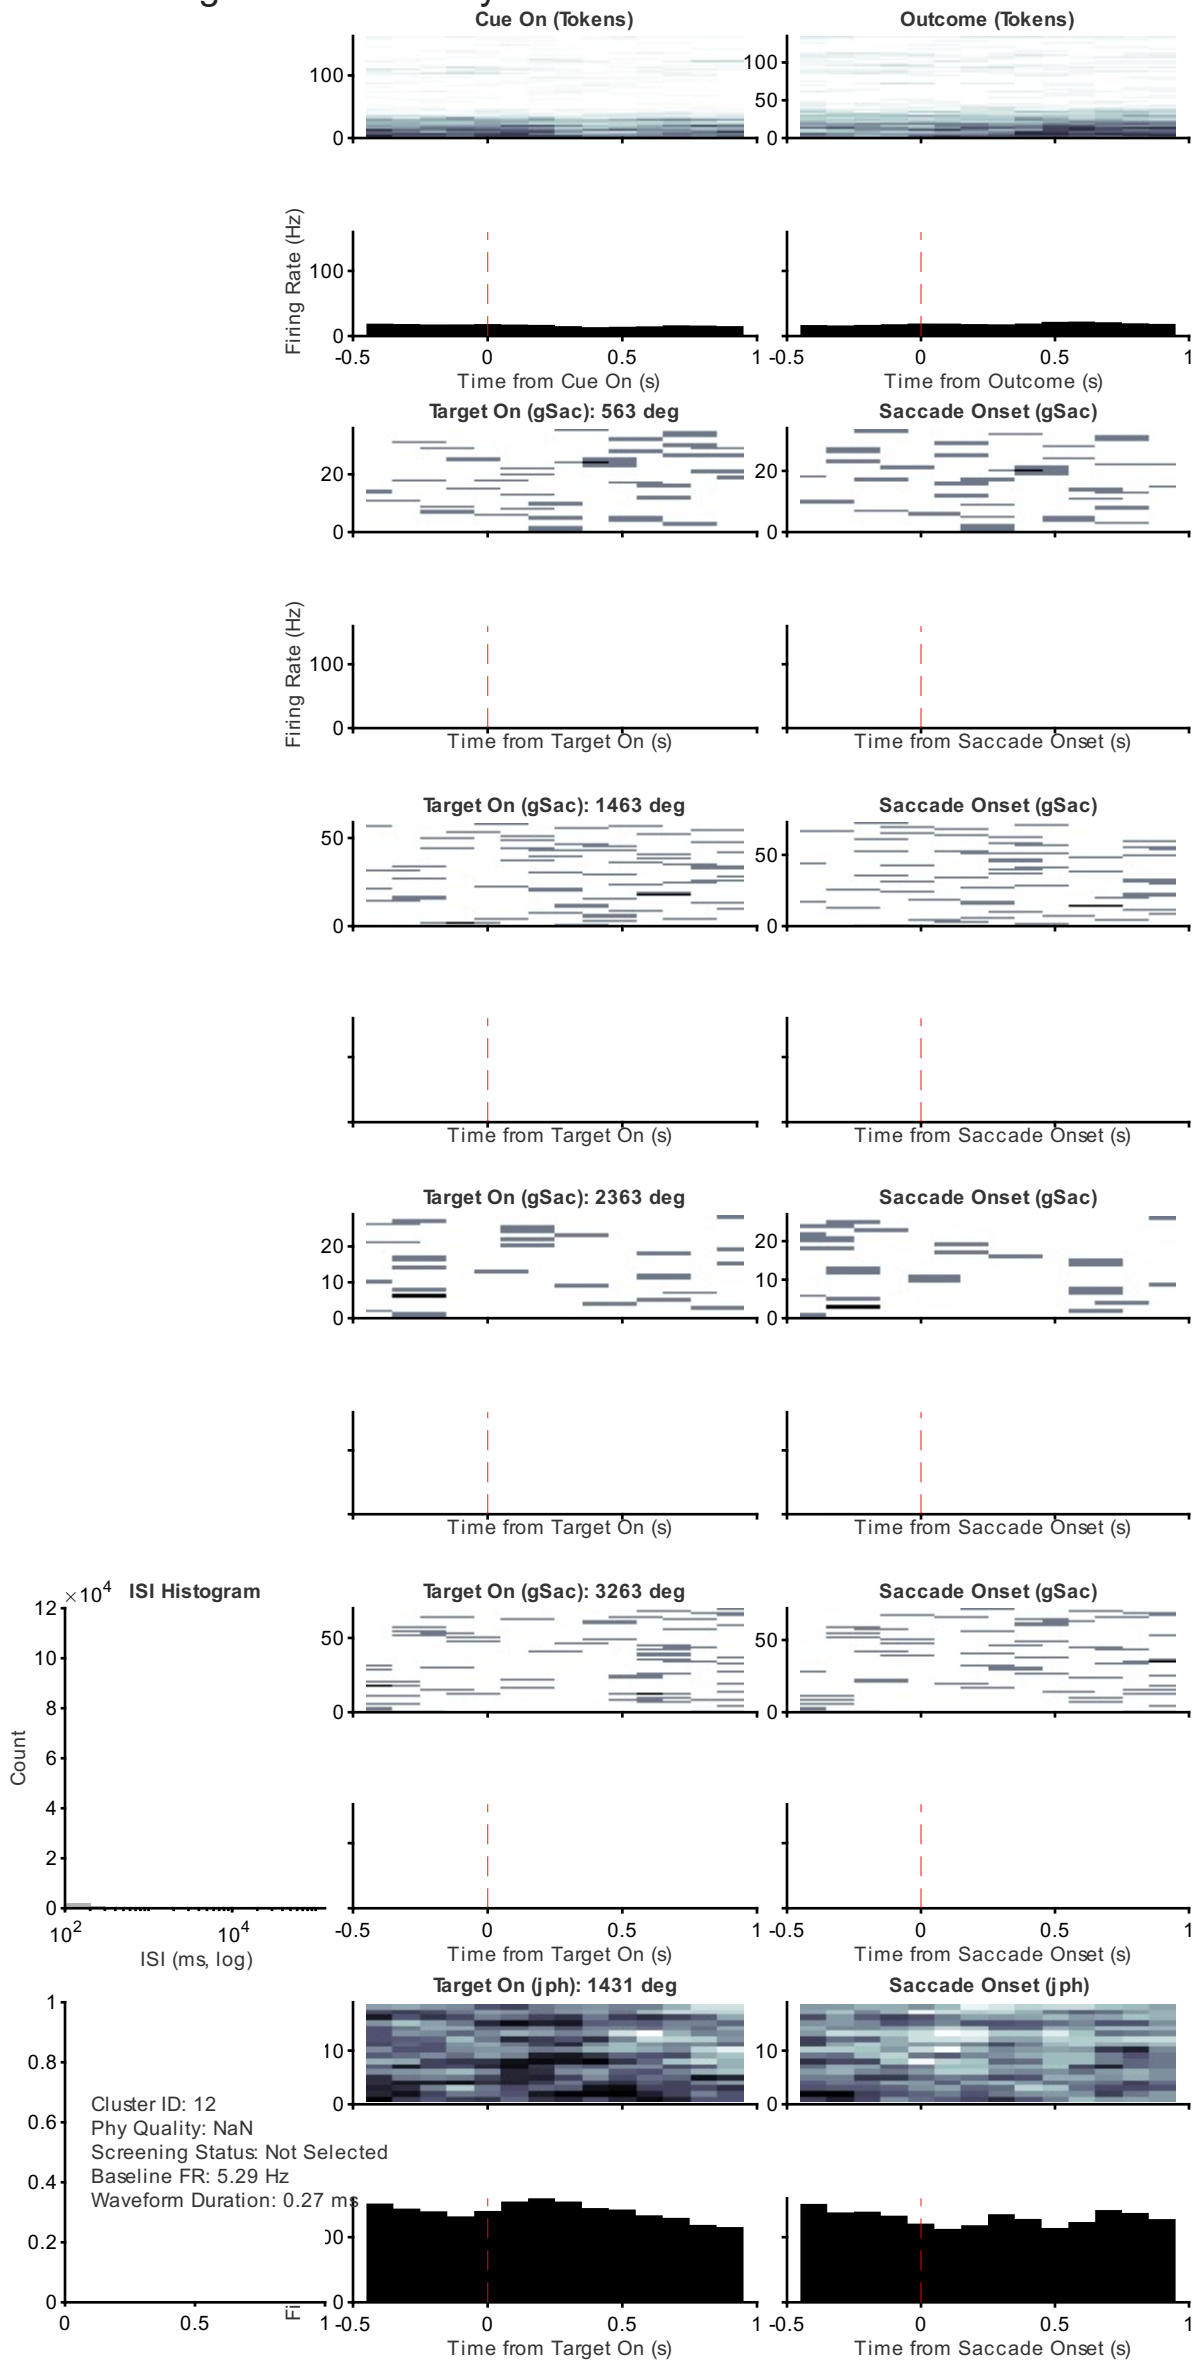 Cue On (Tokens)
Outcome (Tokens)
100
0
100
50
0
Firing Rate (Hz)
100
0
-0.5 0 0.5 1
-0.5 0 0.5 1
Time from Cue On (s)
Time from Outcome (s)
Target On (gSac): 563 deg
Saccade Onset (gSac)
20
0
20
0
Firing Rate (Hz)
100
0
Time from Target On (s)
Time from Saccade Onset (s)
Target On (gSac): 1463 deg
Saccade Onset (gSac)
50
0
50
0
Time from Target On (s)
Time from Saccade Onset (s)
Target On (gSac): 2363 deg
Saccade Onset (gSac)
20
10
0
20
10
0
Time from Target On (s)
Time from Saccade Onset (s)
×10^4
ISI Histogram
12
10
8
6
4
2
0
Count
10^2 10^4
ISI (ms, log)
Target On (gSac): 3263 deg
Saccade Onset (gSac)
50
0
50
0
-0.5 0 0.5 1
-0.5 0 0.5 1
Time from Target On (s)
Time from Saccade Onset (s)
Target On (jph): 1431 deg
Saccade Onset (jph)
10
0
10
0
1
0.8
0.6
0.4
0.2
0
0 0.5 1
Cluster ID: 12
Phy Quality: NaN
Screening Status: Not Selected
Baseline FR: 5.29 Hz
Waveform Duration: 0.27 ms
00
0
Fi
-0.5 0 0.5 1
-0.5 0 0.5 1
Time from Target On (s)
Time from Saccade Onset (s)